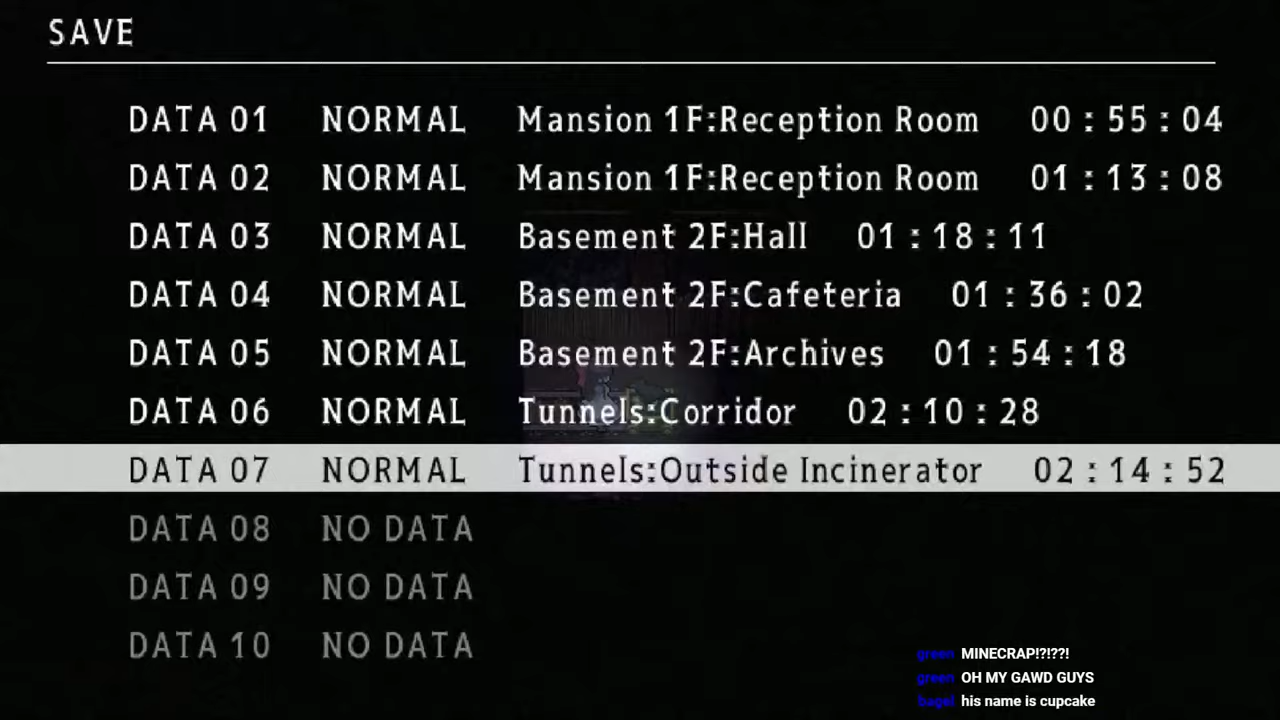 SAVE
DATA 01 NORMAL Mansion 1F:Reception Room 00:55:04
DATA 02 NORMAL Mansion 1F:Reception Room 01:13:08
DATA 03 NORMAL Basement 2F:Hall 01:18:11
DATA 04 NORMAL Basement 2F:Cafeteria 01:36:02
DATA 05 NORMAL Basement 2F:Archives 01:54:18
DATA 06 NORMAL Tunnels:Corridor 02:10:28
DATA 07 NORMAL Tunnels:Outside Incinerator 02:14:52
DATA 08 NO DATA
DATA 09 NO DATA
DATA 10 NO DATA
green MINECRAP!?!??!
green OH MY GAWD GUYS
bagel his name is cupcake